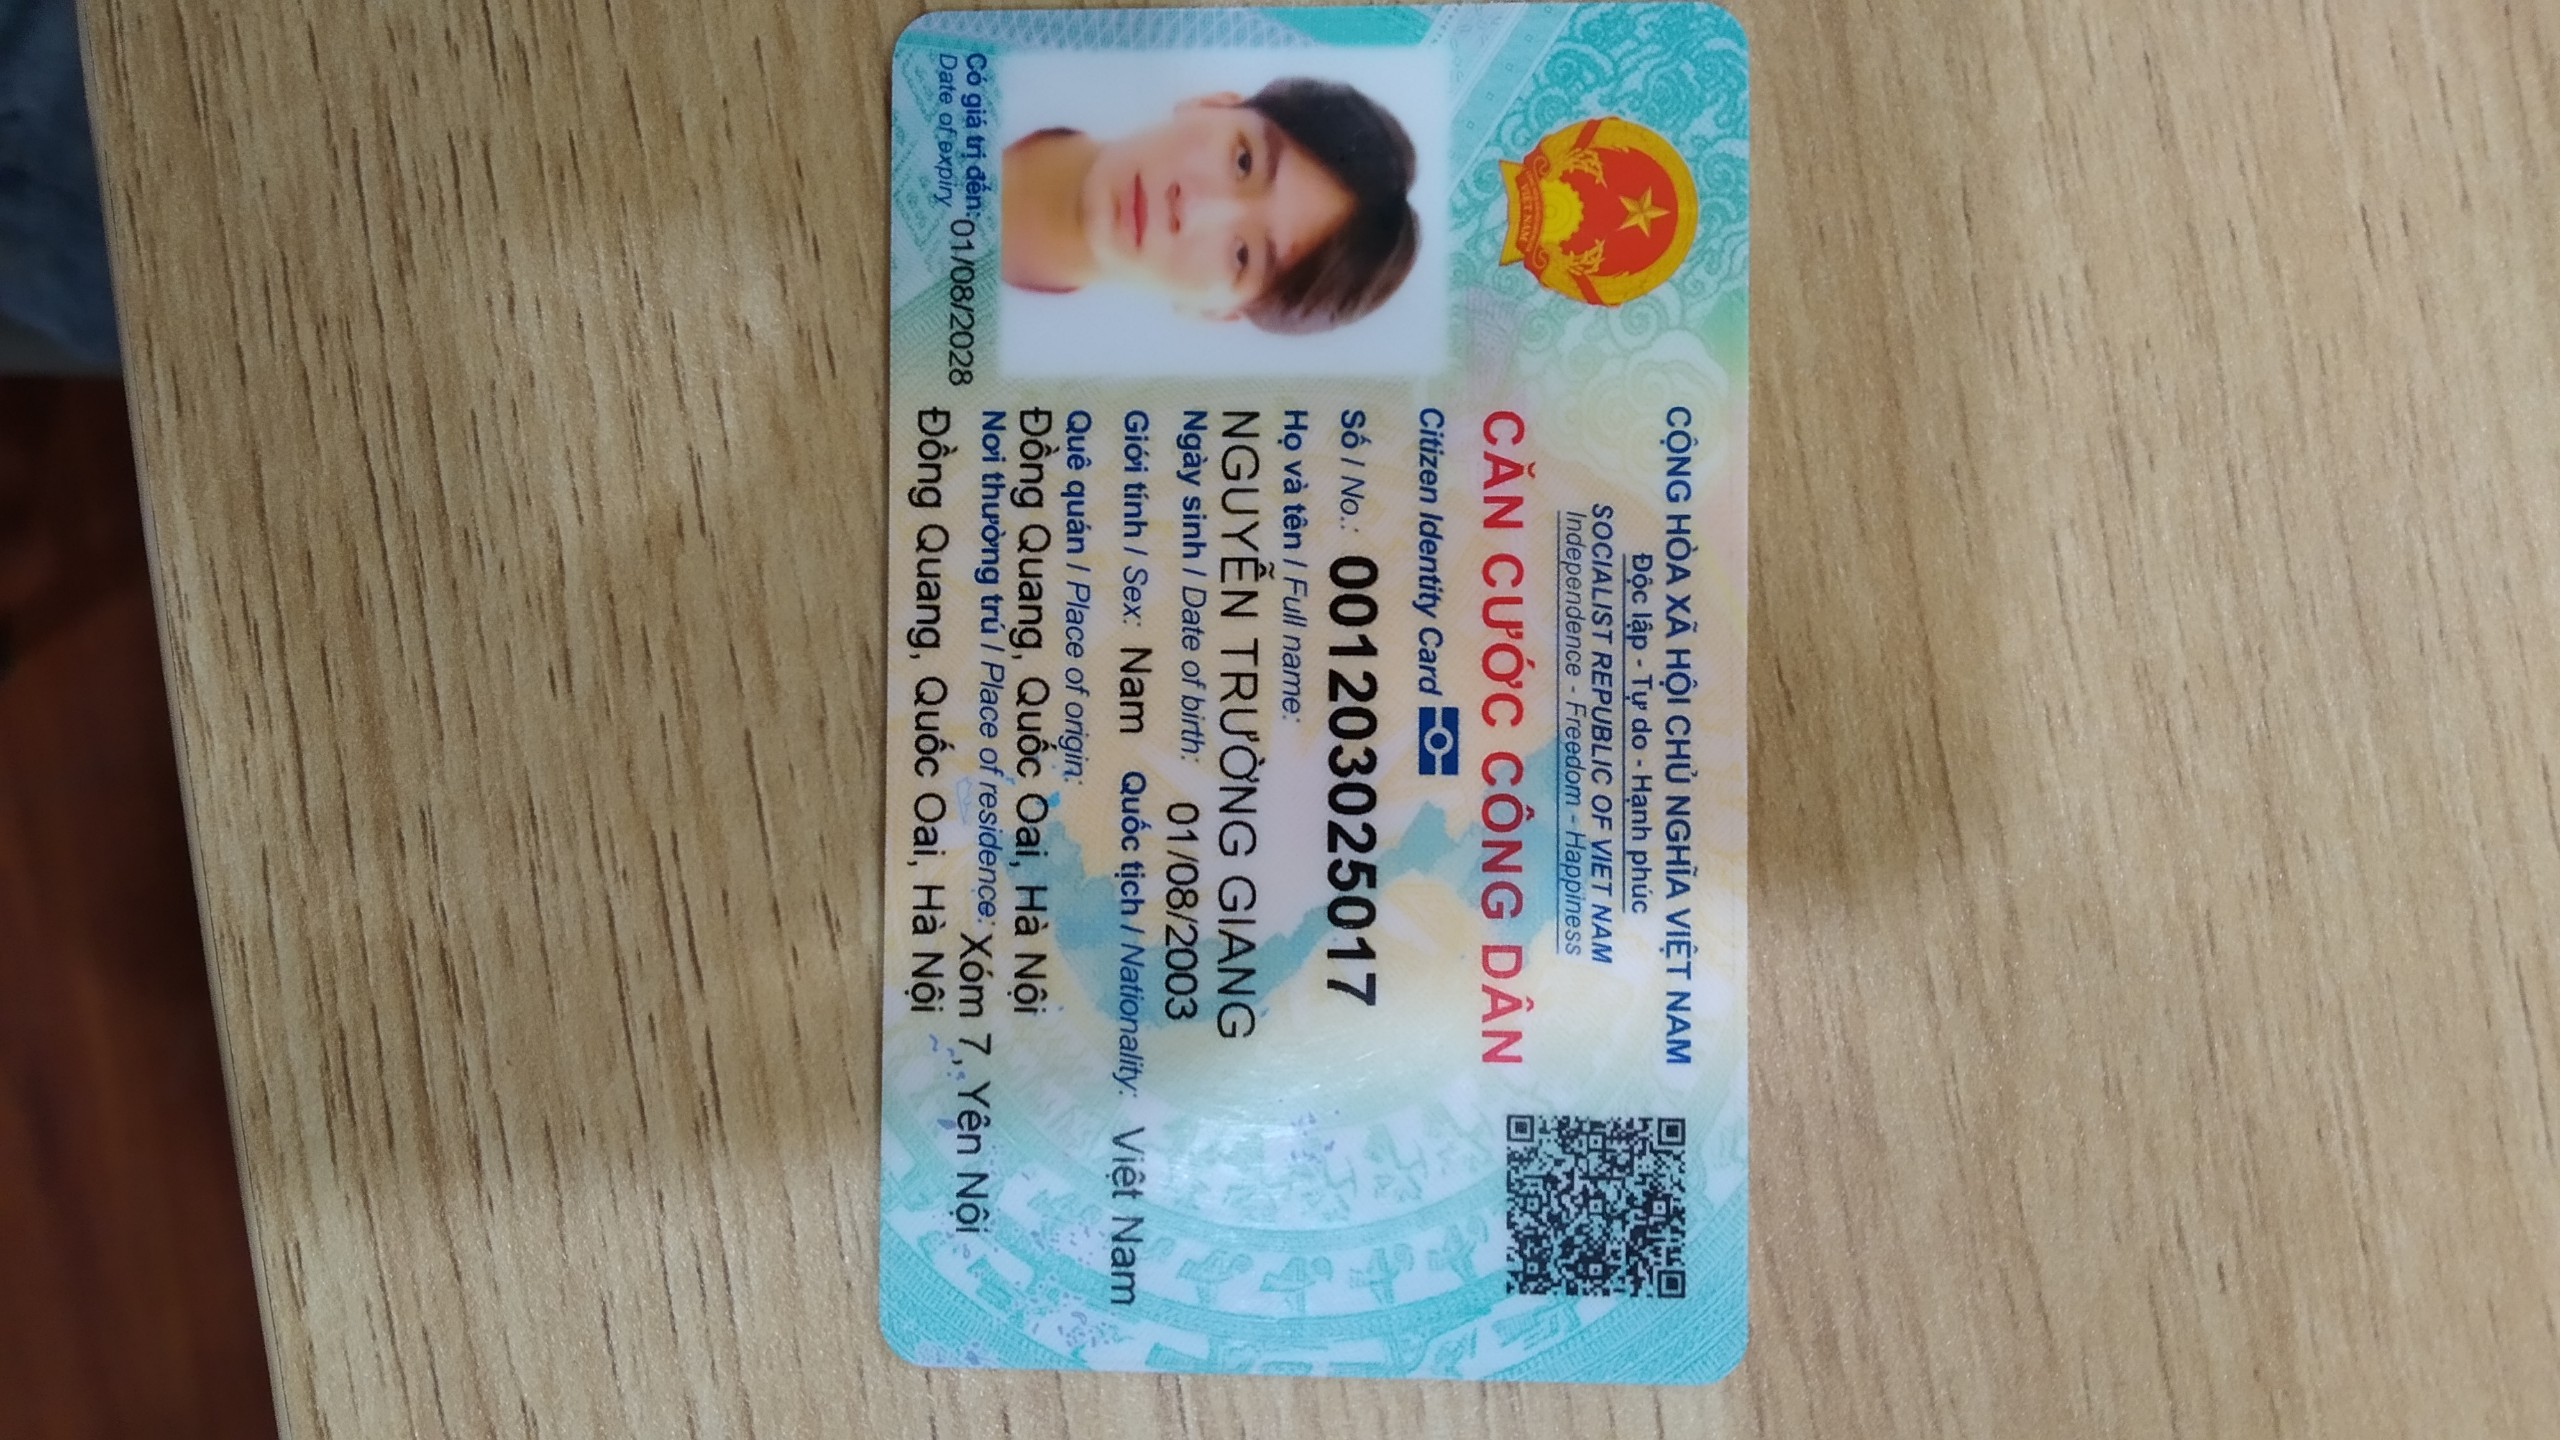 CỘNG HÒA XÃ HỘI CHỦ NGHĨA VIỆT NAM
Độc lập - Tự do - Hạnh phúc
SOCIALIST REPUBLIC OF VIET NAM
Independence - Freedom - Happiness
CĂN CƯỚC CÔNG DÂN
Citizen Identity Card
Số / No.: 001203025017
Họ và tên / Full name:
NGUYỄN TRƯỜNG GIANG
Ngày sinh / Date of birth: 01/08/2003
Giới tính / Sex: Nam Quốc tịch / Nationality: Việt Nam
Quê quán / Place of origin:
Đồng Quang, Quốc Oai, Hà Nội
Nơi thường trú / Place of residence: Xóm 7, Yên Nội
Đồng Quang, Quốc Oai, Hà Nội
Có giá trị đến: 01/08/2028
Date of expiry